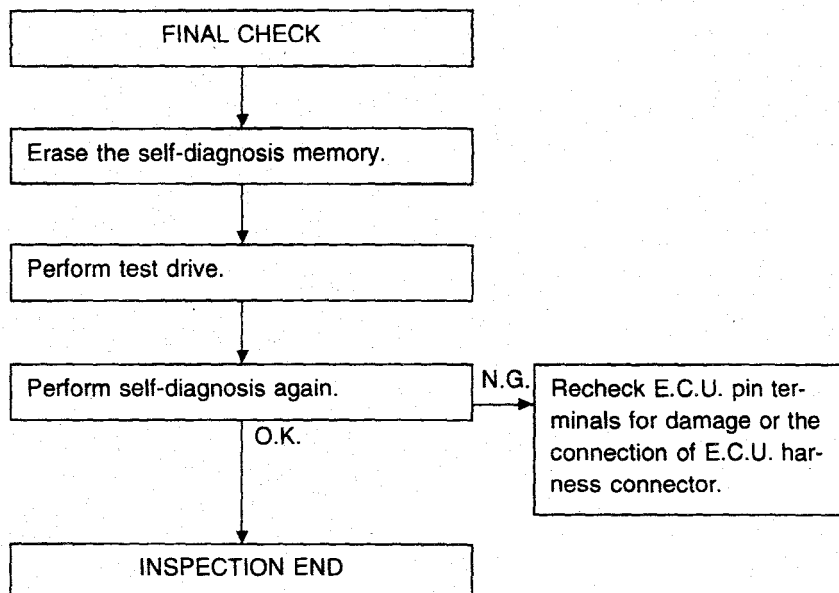 FINAL CHECK
Erase the self-diagnosis memory.
Perform test drive.
Perform self-diagnosis again.
N.G.
Recheck E.C.U. pin ter-
minals for damage or the
connection of E.C.U. har-
ness connector.
O.K.
INSPECTION END